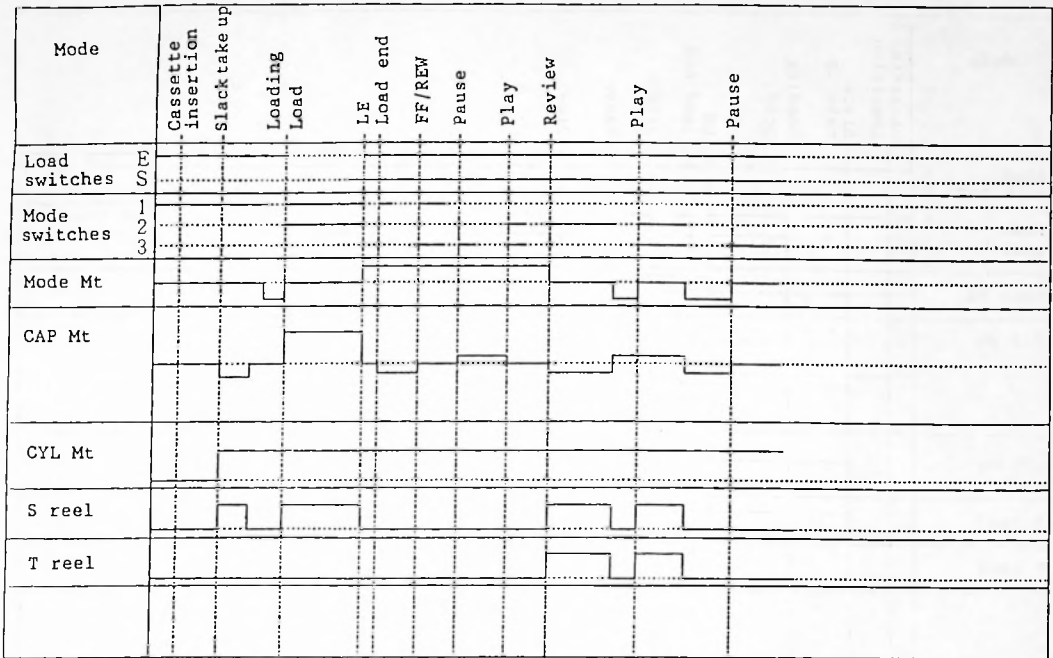 Mode
Cassette
insertion
Slack take up
Loading
Load
LE
Load end
FF/REW
Pause
Play
Review
Play
Pause
Load E
switches S
1
Mode 2
switches
3
Mode Mt
CAP Mt
CYL Mt
S reel
T reel